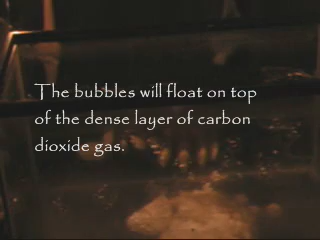 The bubbles will float on top
of the dense layer of carbon
dioxide gas.